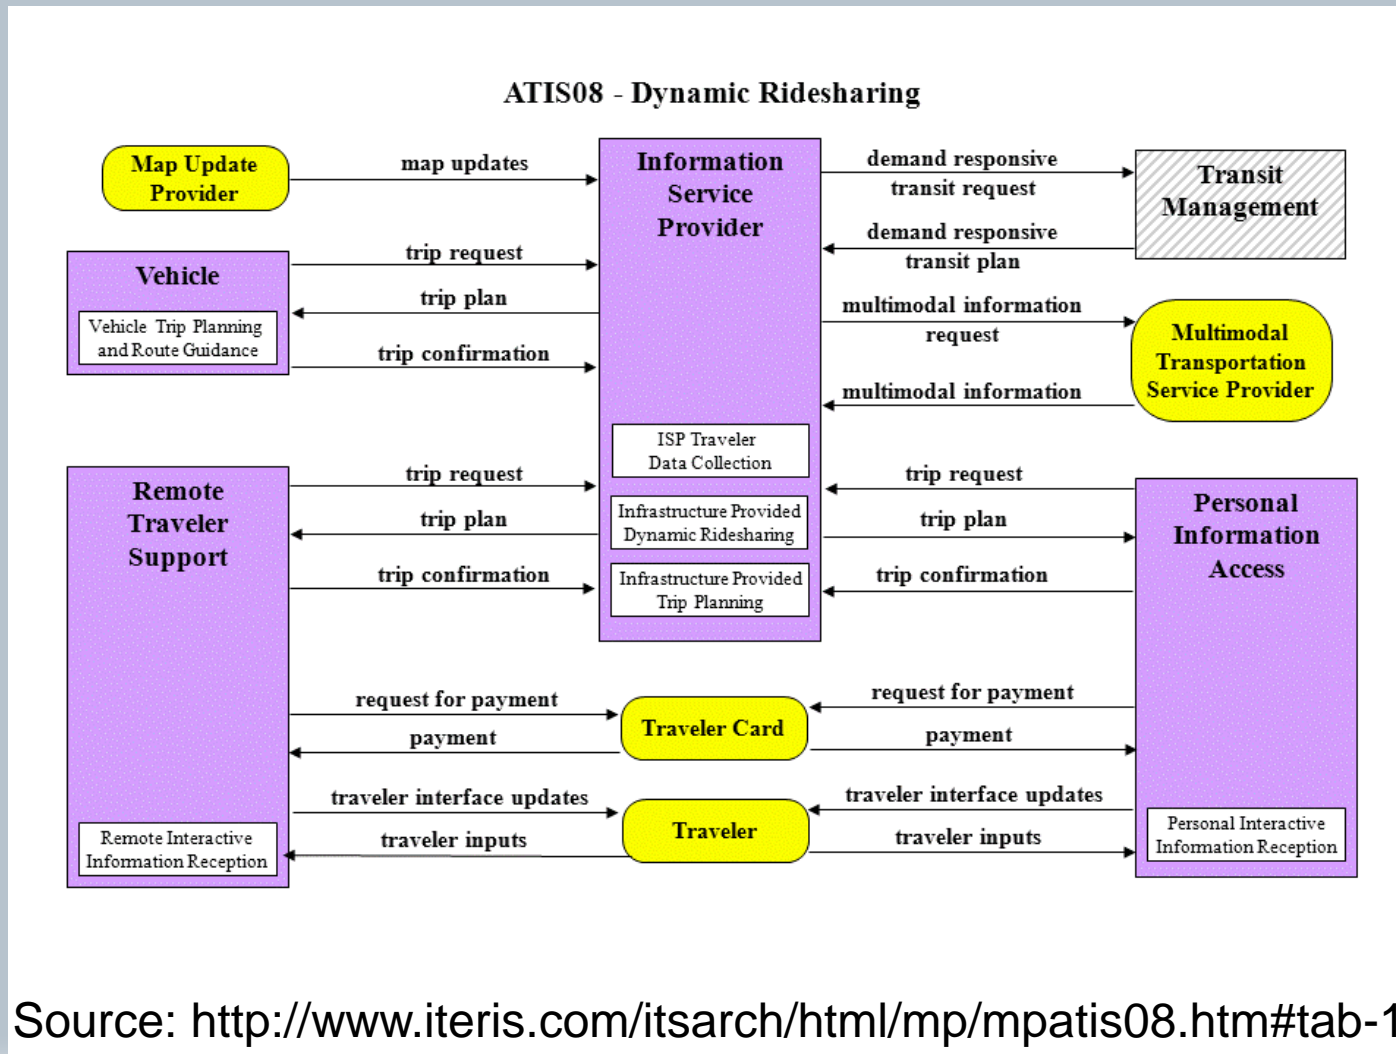 ATIS08 - Dynamic Ridesharing
Map Update
Provider
map updates
Information
Service
Provider
demand responsive
transit request
Transit
Management
demand responsive
transit plan
Vehicle
Vehicle Trip Planning
and Route Guidance
trip request
trip plan
trip confirmation
multimodal information
request
multimodal information
Multimodal
Transportation
Service Provider
ISP Traveler
Data Collection
Infrastructure Provided
Dynamic Ridesharing
Infrastructure Provided
Trip Planning
Remote
Traveler
Support
trip request
trip plan
trip confirmation
trip request
trip plan
trip confirmation
Personal
Information
Access
request for payment
payment
Traveler Card
request for payment
payment
traveler interface updates
traveler inputs
Traveler
traveler interface updates
traveler inputs
Remote Interactive
Information Reception
Personal Interactive
Information Reception
Source: http://www.iteris.com/itsarch/html/mp/mpatis08.htm#tab-1